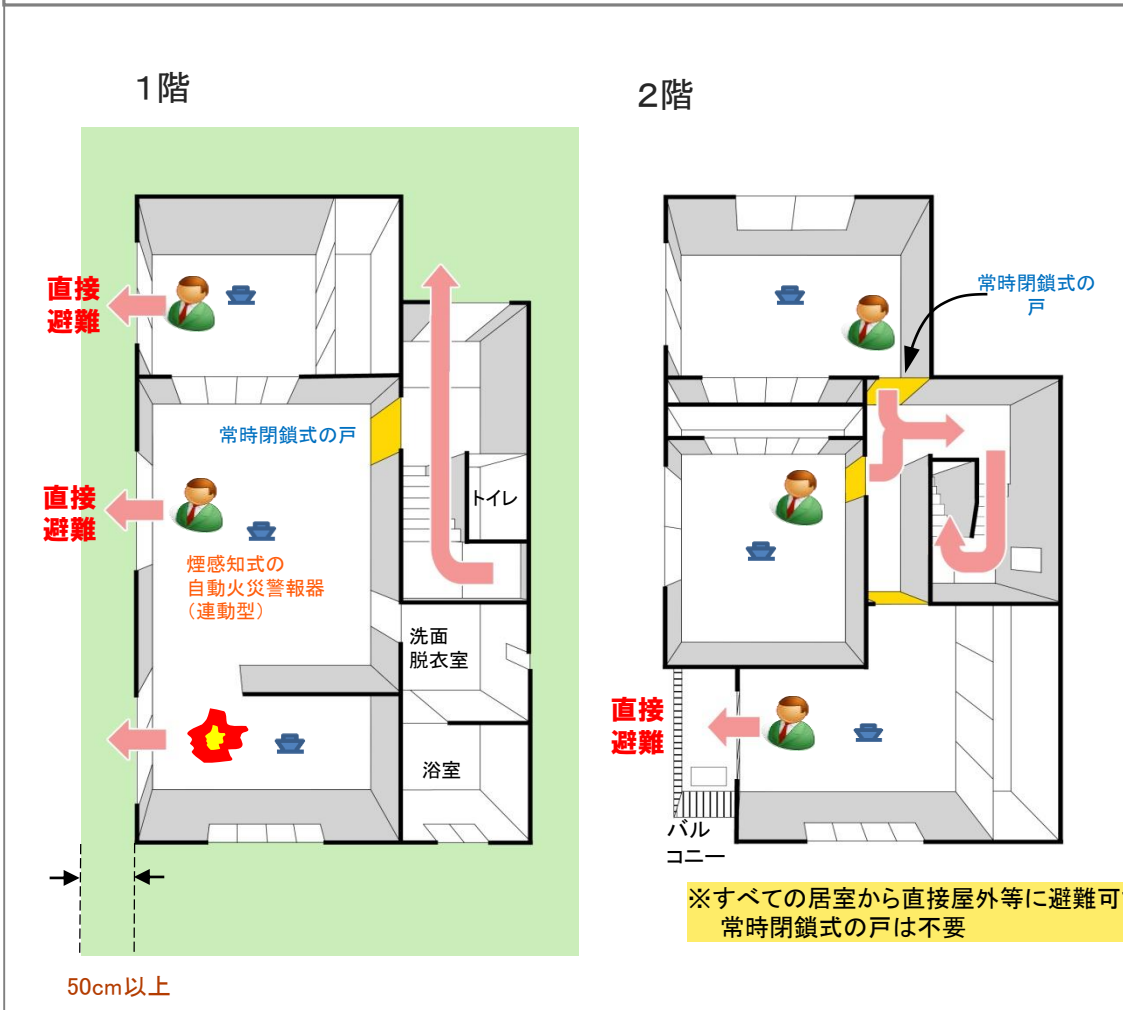 1階
2階
直接
避難
常時閉鎖式の
戸
常時閉鎖式の戸
直接
避難
トイレ
煙感知式の
自動火災警報器
(連動型)
洗面
脱衣室
直接
避難
浴室
バル
コニー
※すべての居室から直接屋外等に避難可
常時閉鎖式の戸は不要
50cm以上